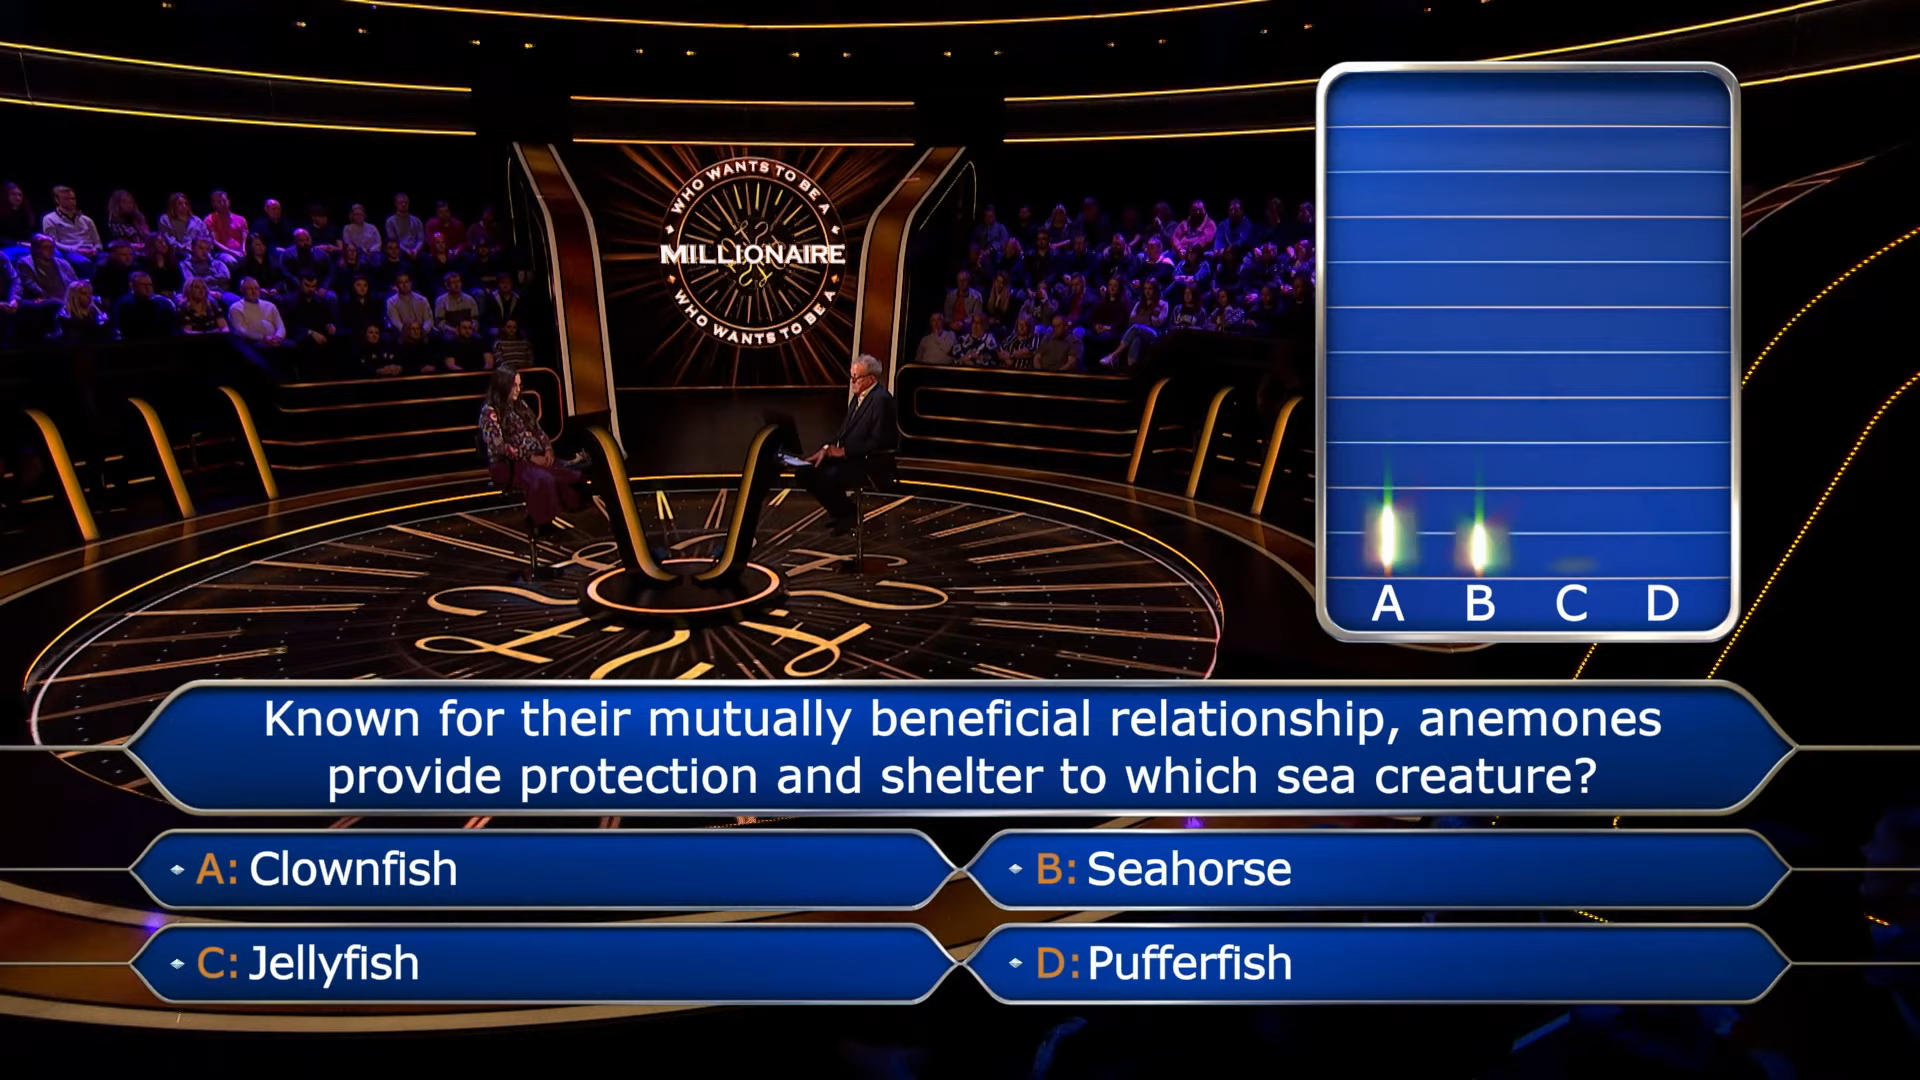 WHO WANTS TO BE A
MILLIONAIRE
WHO WANTS TO BE A
A B C D
Known for their mutually beneficial relationship, anemones
provide protection and shelter to which sea creature?
A: Clownfish
B: Seahorse
C: Jellyfish
D: Pufferfish